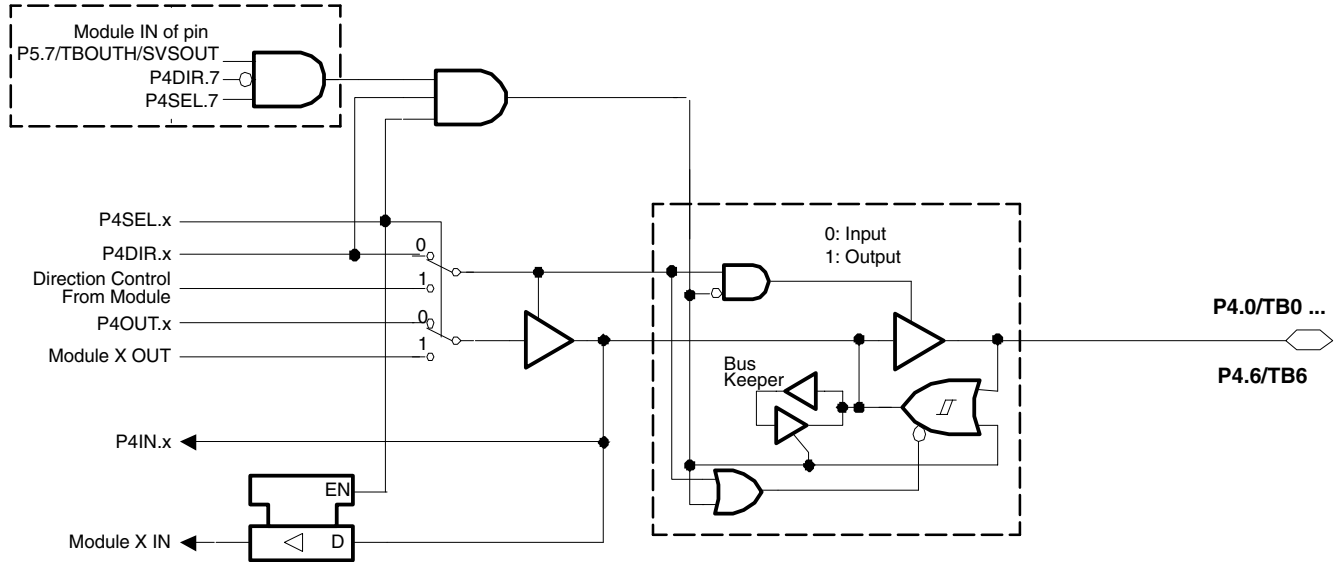 Module IN of pin
P5.7/TBOUTH/SVSOUT
P4DIR.7
P4SEL.7
P4SEL.x
P4DIR.x
0
Direction Control
From Module
1
P4OUT.x
0
Module X OUT
1
0: Input
1: Output
P4.0/TB0 ...
P4.6/TB6
Bus
Keeper
P4IN.x
EN
Module X IN
D